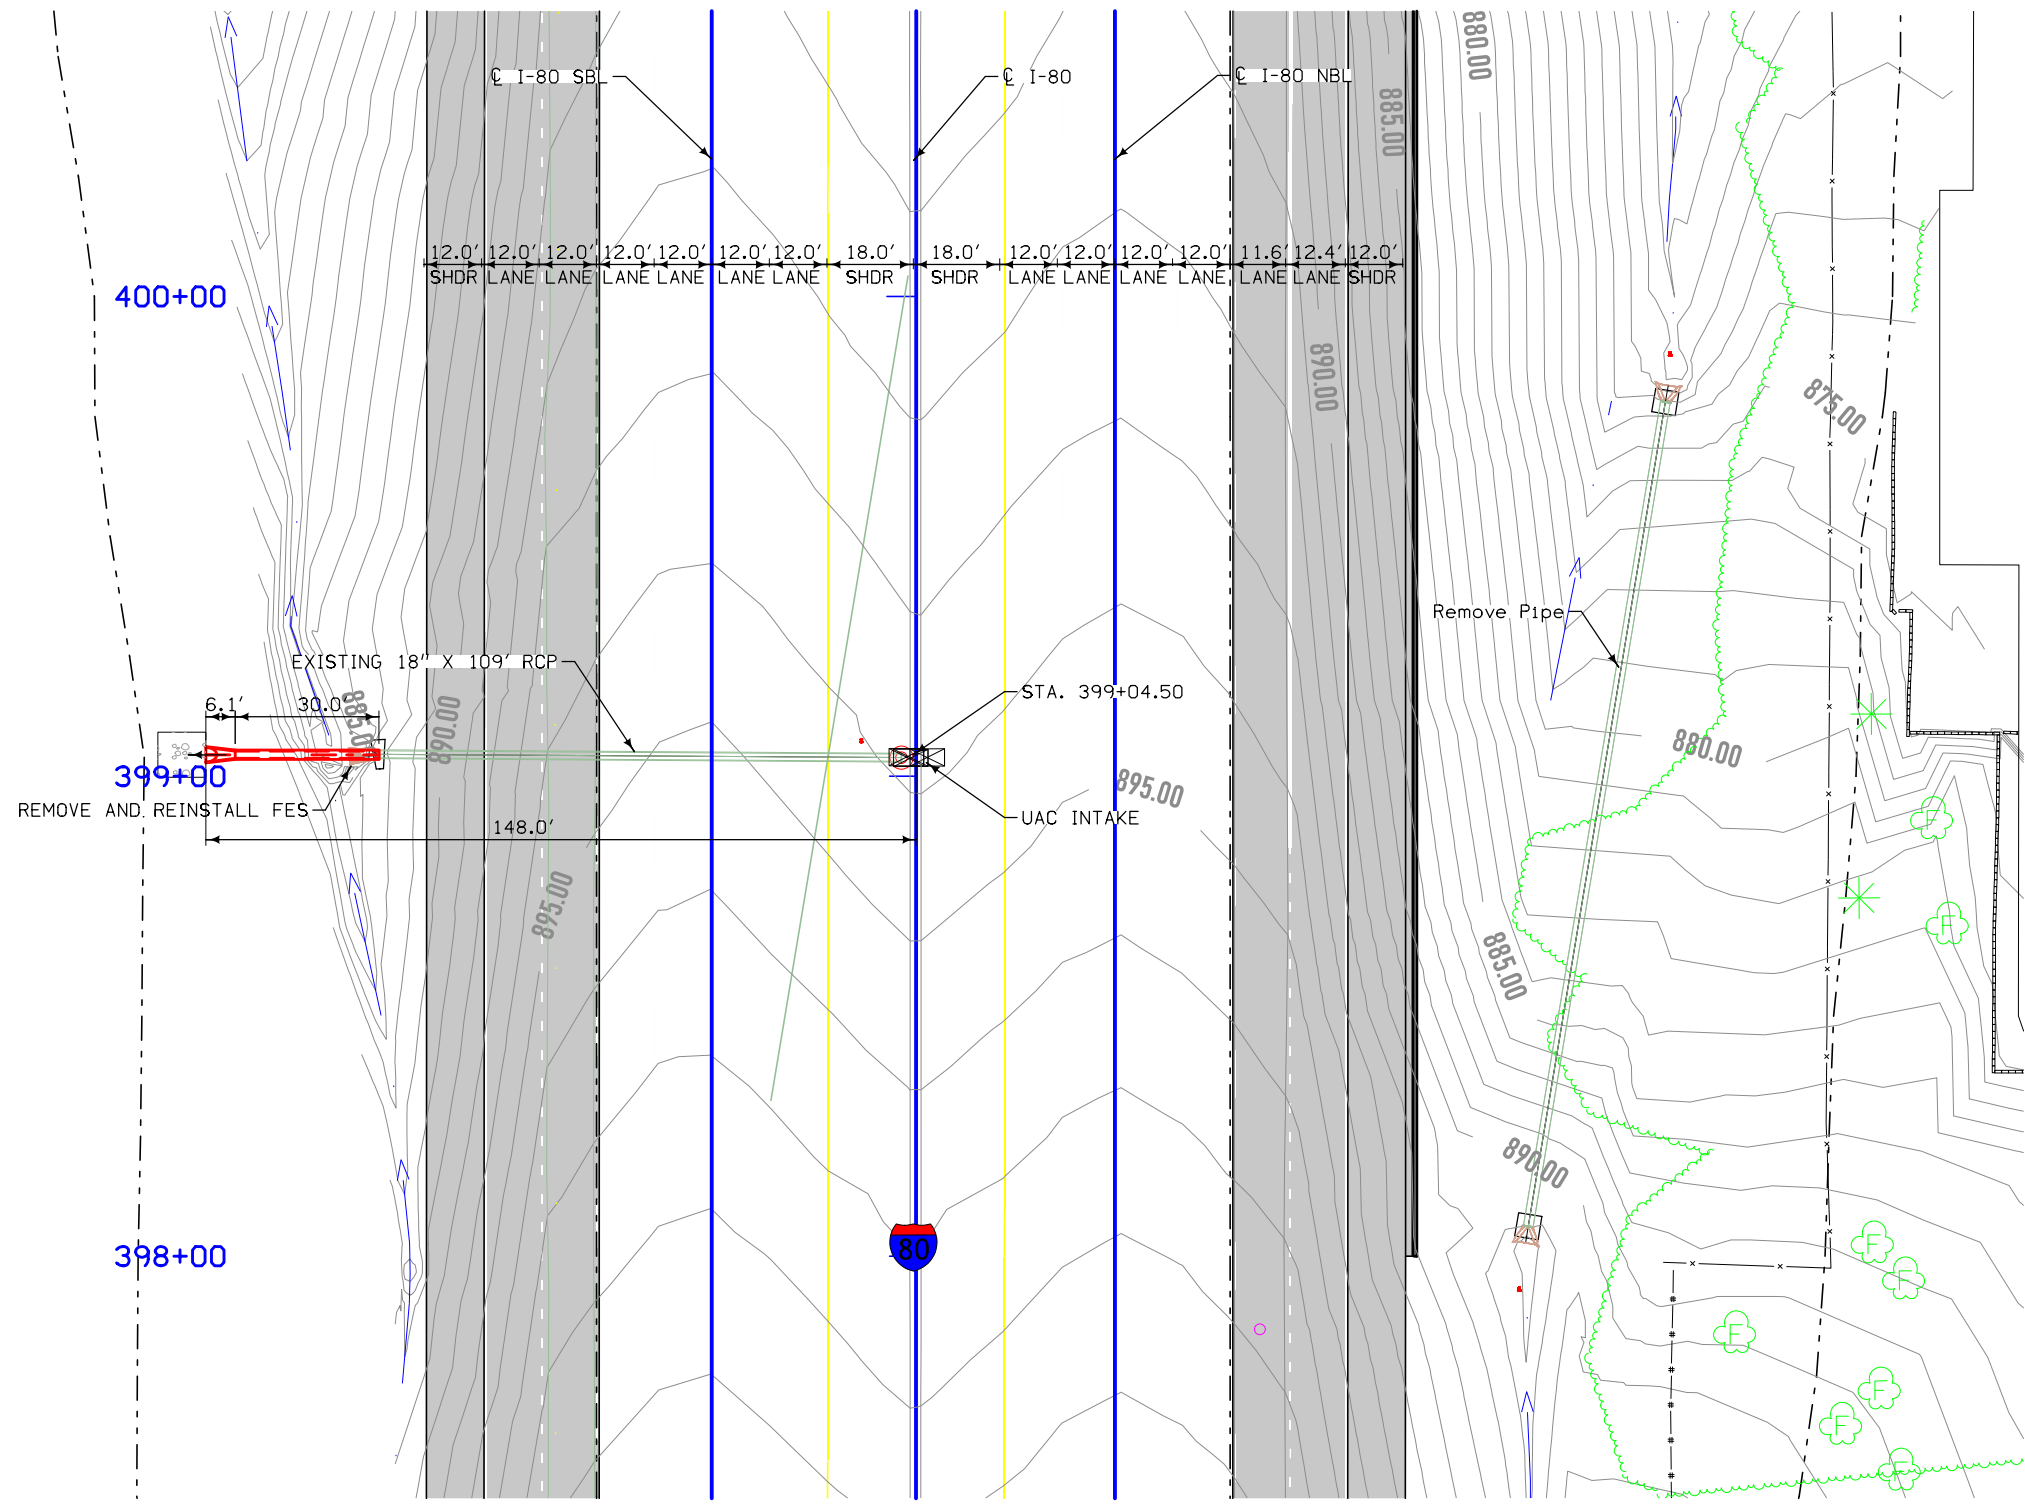 880.00
℄ I-80 SBL
℄ I-80
℄ I-80 NBL
885.00
12.0' 12.0' 12.0' 12.0' 12.0' 12.0' 12.0' 18.0' 18.0' 12.0' 12.0' 12.0' 12.0' 11.6' 12.4' 12.0'
SHDR LANE LANE LANE LANE LANE LANE SHDR SHDR LANE LANE LANE LANE LANE LANE SHDR
400+00
890.00
875.00
Remove Pipe
EXISTING 18" X 109' RCP
STA. 399+04.50
6.1' 30.0'
885.0
890.00
880.00
399+00
895.00
REMOVE AND REINSTALL FES
UAC INTAKE
148.0'
F
895.00
F
885.00
890.00
398+00
80
F
F
F
F
F
F